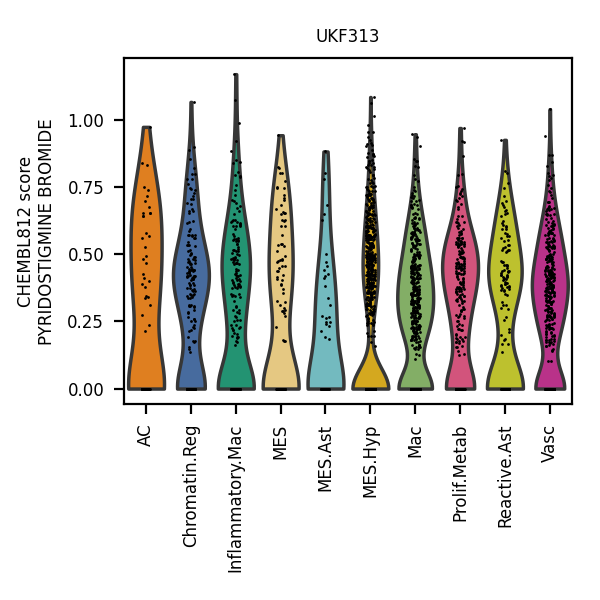 UKF313
CHEMBL812 score
PYRIDOSTIGMINE BROMIDE
1.00
0.75
0.50
0.25
0.00
AC
Chromatin.Reg
Inflammatory.Mac
MES
MES.Ast
MES.Hyp
Mac
Prolif.Metab
Reactive.Ast
Vasc